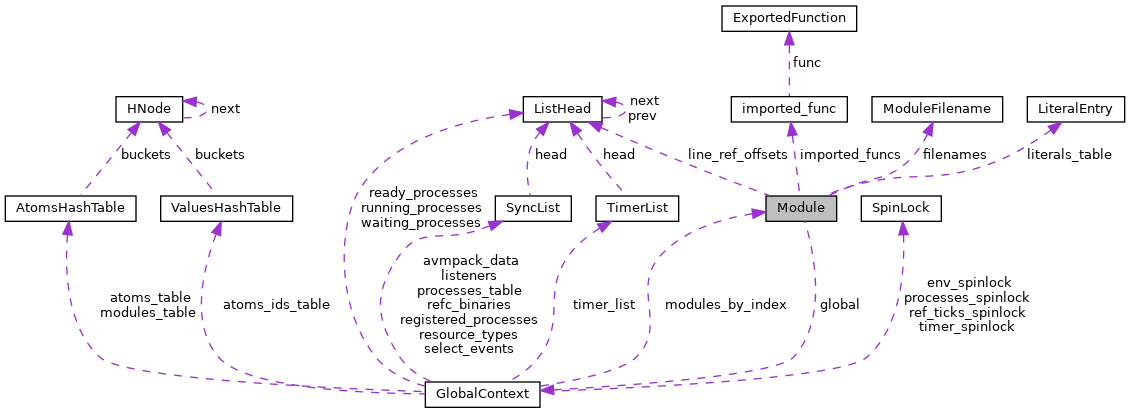 ExportedFunction
func
HNode
next
ListHead
next
prev
imported_func
ModuleFilename
LiteralEntry
buckets
buckets
head
head
line_ref_offsets
imported_funcs
filenames
literals_table
AtomsHashTable
ValuesHashTable
ready_processes
running_processes
waiting_processes
SyncList
TimerList
Module
SpinLock
atoms_table
modules_table
atoms_ids_table
avmpack_data
listeners
processes_table
refc_binaries
registered_processes
resource_types
select_events
timer_list
modules_by_index
global
env_spinlock
processes_spinlock
ref_ticks_spinlock
timer_spinlock
GlobalContext